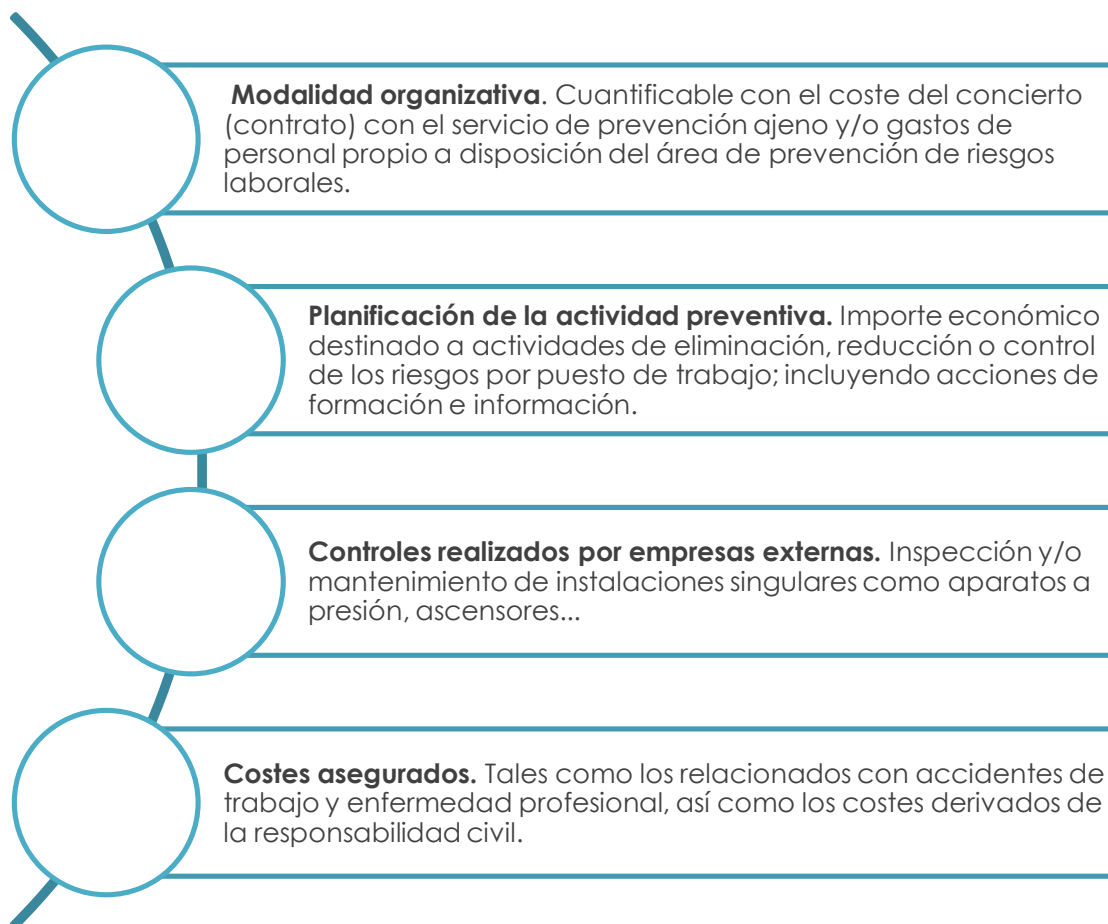 Modalidad organizativa. Cuantificable con el coste del concierto
(contrato) con el servicio de prevención ajeno y/o gastos de
personal propio a disposición del área de prevención de riesgos
laborales.
Planificación de la actividad preventiva. Importe económico
destinado a actividades de eliminación, reducción o control
de los riesgos por puesto de trabajo; incluyendo acciones de
formación e información.
Controles realizados por empresas externas. Inspección y/o
mantenimiento de instalaciones singulares como aparatos a
presión, ascensores...
Costes asegurados. Tales como los relacionados con accidentes de
trabajo y enfermedad profesional, así como los costes derivados de
la responsabilidad civil.